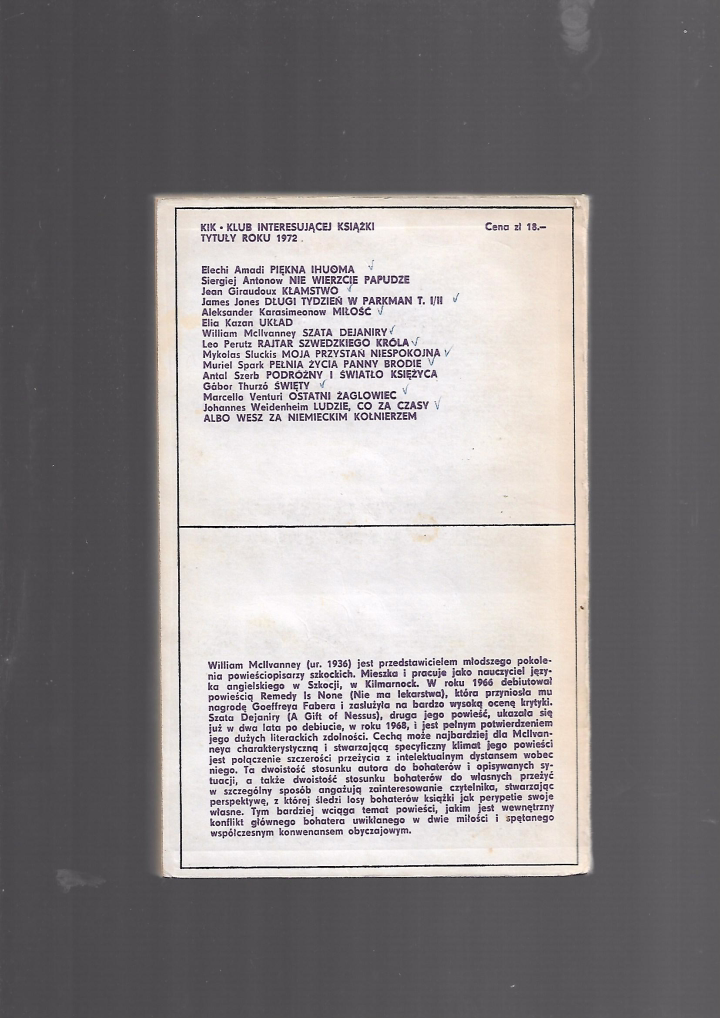 KIK • KLUB INTERESUJĄCEJ KSIĄŻKI
TYTUŁY ROKU 1972
Cena zł 18.—
Elechi Amadi PIĘKNA IHUOMA
Siergiej Antonow NIE WIERZCIE PAPUDZE
Jean Giraudoux KŁAMSTWO
James Jones DŁUGI TYDZIEŃ W PARKMAN T. I/II
Aleksander Karasimeonow MIŁOŚĆ
Elia Kazan UKŁAD
William McIlvanney SZATA DEJANIRY
Leo Perutz RAJTAR SZWEDZKIEGO KRÓLA
Mykolas Sluckis MOJA PRZYSTAŃ NIESPOKOJNA
Muriel Spark PEŁNIA ŻYCIA PANNY BRODIE
Antal Szerb PODRÓŻNY I ŚWIATŁO KSIĘŻYCA
Gábor Thurzó ŚWIĘTY
Marcello Venturi OSTATNI ŻAGLOWIEC
Johannes Weidenheim LUDZIE, CO ZA CZASY
ALBO WESZ ZA NIEMIECKIM KOŁNIERZEM
William McIlvanney (ur. 1936) jest przedstawicielem młodszego pokole-
nia powieściopisarzy szkockich. Mieszka i pracuje jako nauczyciel języ-
ka angielskiego w Szkocji, w Kilmarnock. W roku 1966 debiutował
powieścią Remedy Is None (Nie ma lekarstwa), która przyniosła mu
nagrodę Goeffreya Fabera i zasłużyła na bardzo wysoką ocenę krytyki.
Szata Dejaniry (A Gift of Nessus), druga jego powieść, ukazała się
już w dwa lata po debiucie, w roku 1968, i jest pełnym potwierdzeniem
jego dużych literackich zdolności. Cechą może najbardziej dla McIlvan-
neya charakterystyczną i stwarzającą specyficzny klimat jego powieści
jest połączenie szczerości przeżycia z intelektualnym dystansem wobec
niego. Ta dwoistość stosunku autora do bohaterów i opisywanych sy-
tuacji, a także dwoistość stosunku bohaterów do własnych przeżyć
w szczególny sposób angażują zainteresowanie czytelnika, stwarzając
perspektywę, z której śledzi losy bohaterów książki jak perypetie swoje
własne. Tym bardziej wciąga temat powieści, jakim jest wewnętrzny
konflikt głównego bohatera uwikłanego w dwie miłości i spętanego
współczesnym konwenansem obyczajowym.